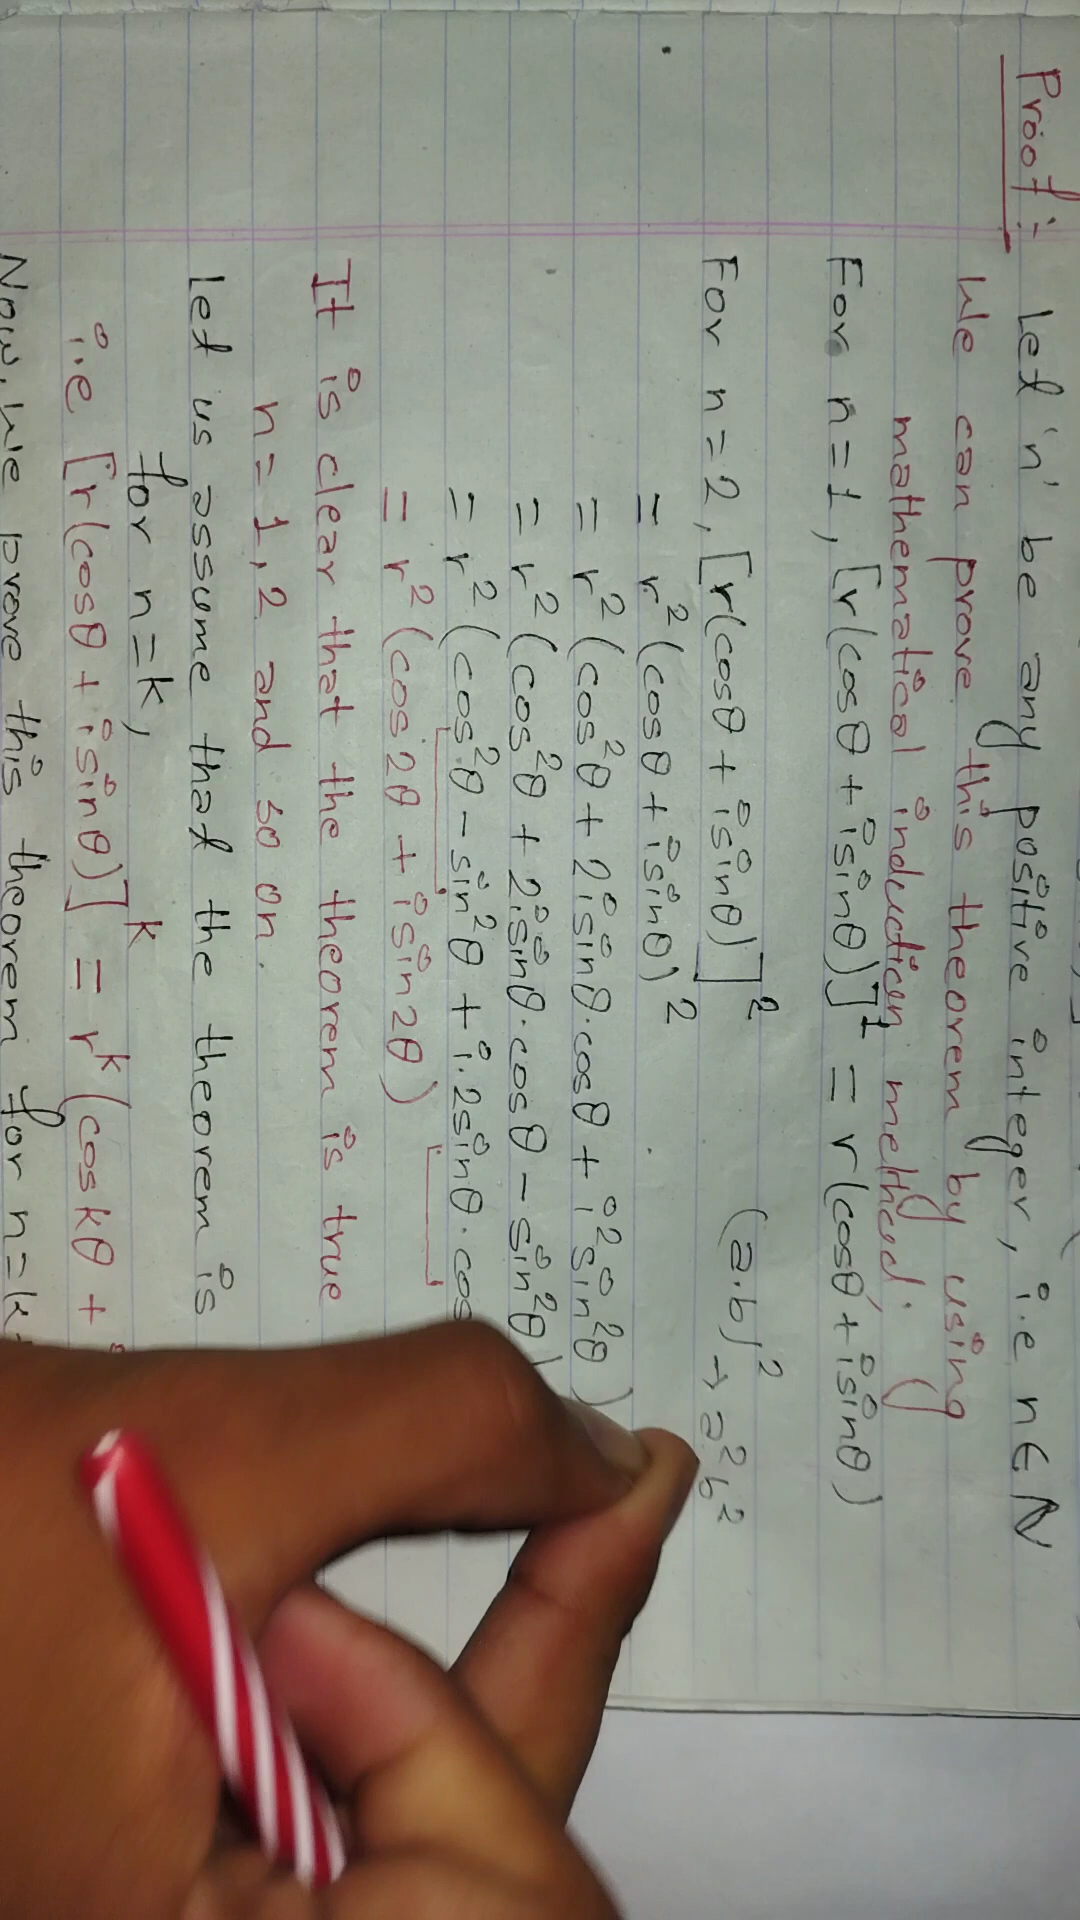 Proof :- Let 'n' be any positive integer, i.e n ∈ N
We can prove this theorem by using
mathematical induction method.
For n=1, [r(cosθ + isinθ)]¹ = r(cosθ + isinθ)
(a.b)² → a²b²
For n=2, [r(cosθ + isinθ)]²
= r²(cosθ + isinθ)²
= r²(cos²θ + 2isinθ.cosθ + i²sin²θ)
= r²(cos²θ + 2isinθ.cosθ - sin²θ)
= r²(cos²θ - sin²θ + i.2sinθ.cos
= r²(cos2θ + isin2θ)
It is clear that the theorem is true
n = 1,2 and so on.
Let us assume that the theorem is
for n=k,
i.e [r(cosθ + isinθ)]ᵏ = rᵏ(coskθ +
Now, we prove this theorem for n=k